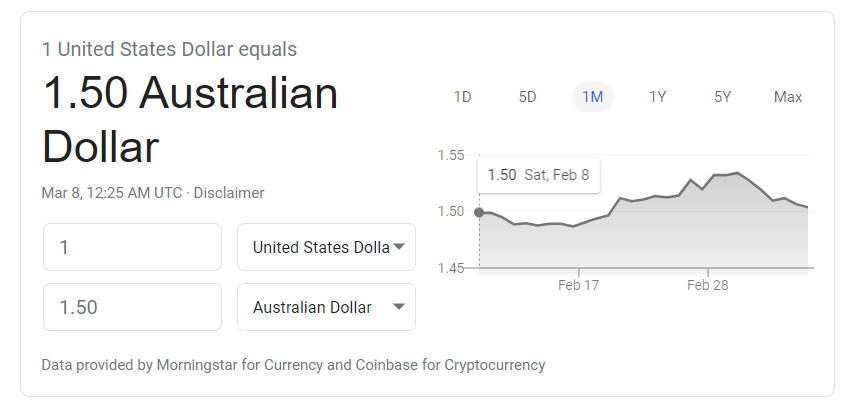 1 United States Dollar equals
1.50 Australian
Dollar
Mar 8, 12:25 AM UTC · Disclaimer
1
United States Dolla
1.50
Australian Dollar
1D 5D 1M 1Y 5Y Max
1.55
1.50 Sat, Feb 8
1.50
1.45
Feb 17 Feb 28
Data provided by Morningstar for Currency and Coinbase for Cryptocurrency